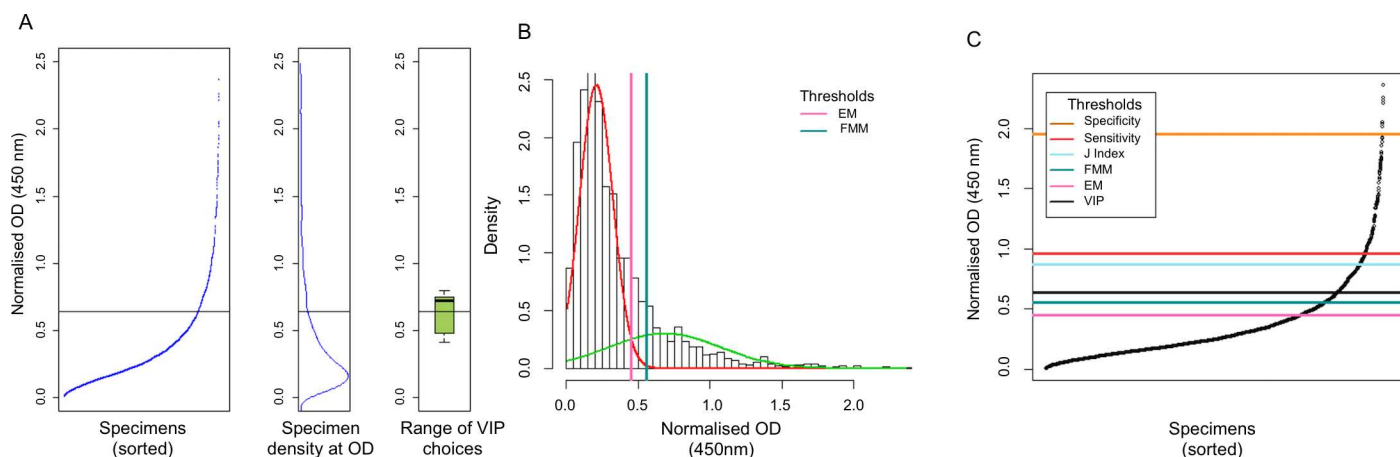 A
Normalised OD (450 nm)
0.0 0.5 1.0 1.5 2.0 2.5
Specimens
(sorted)
0.0 0.5 1.0 1.5 2.0 2.5
Specimen
density at OD
0.0 0.5 1.0 1.5 2.0 2.5
Range of VIP
choices
B
Density
0.0 0.5 1.0 1.5 2.0 2.5
Thresholds
EM
FMM
0.0 0.5 1.0 1.5 2.0
Normalised OD
(450nm)
C
Normalised OD (450 nm)
0.0 0.5 1.0 1.5 2.0
Thresholds
Specificity
Sensitivity
J Index
FMM
EM
VIP
Specimens
(sorted)